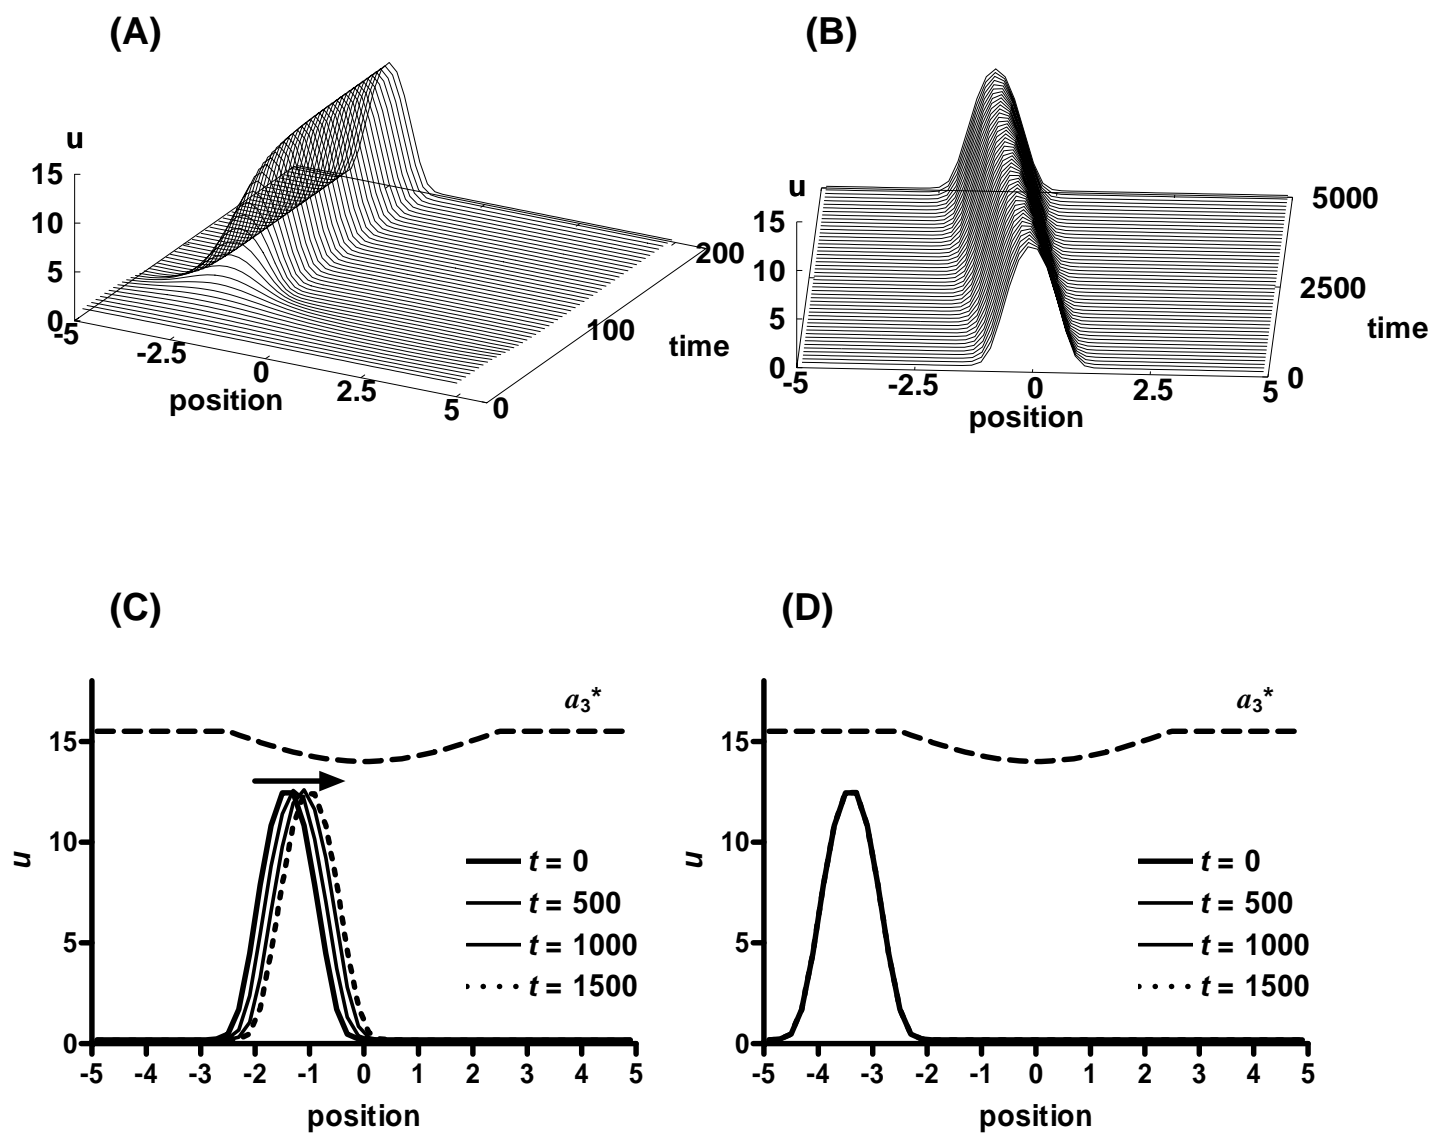 (A)
u
15
10
5
0
-5
-2.5
0
2.5
5
position
0
100
200
time
(B)
u
15
10
5
0
-5
-2.5
0
2.5
5
position
0
2500
5000
time
(C)
a3*
15
10
5
0
u
t = 0
t = 500
t = 1000
t = 1500
-5 -4 -3 -2 -1 0 1 2 3 4 5
position
(D)
a3*
15
10
5
0
u
t = 0
t = 500
t = 1000
t = 1500
-5 -4 -3 -2 -1 0 1 2 3 4 5
position